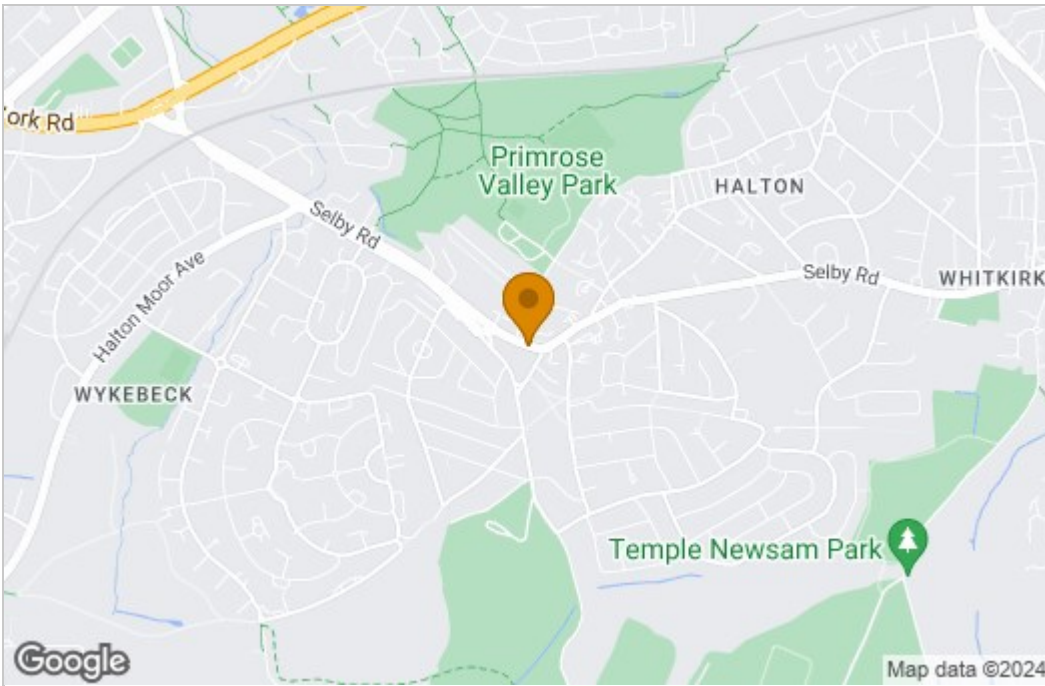 York Rd
Primrose
Valley Park
HALTON
Selby Rd
Selby Rd
WHITKIRK
Halton Moor Ave
WYKEBECK
Temple Newsam Park
Google
Map data ©2024